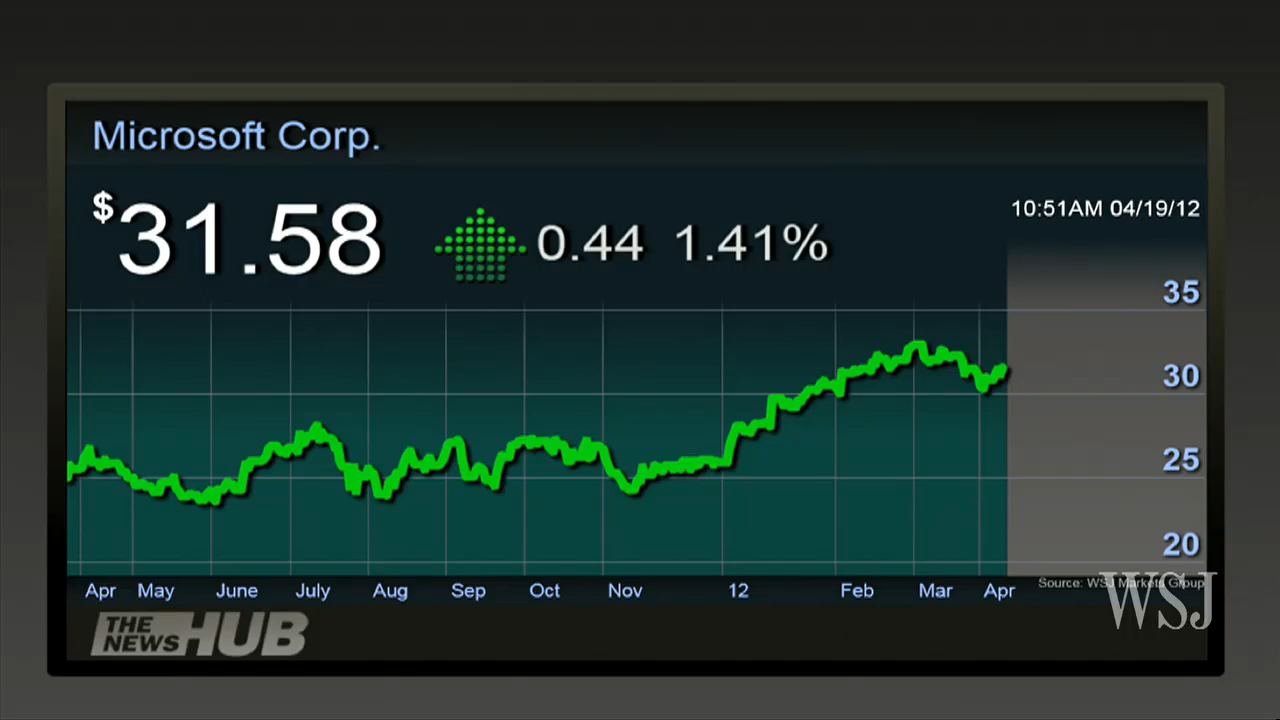 Microsoft Corp.
$31.58 0.44 1.41%
10:51AM 04/19/12
35
30
25
20
Apr May June July Aug Sep Oct Nov 12 Feb Mar Apr
Source: WSJ Markets Group
WSJ
THE NEWS HUB